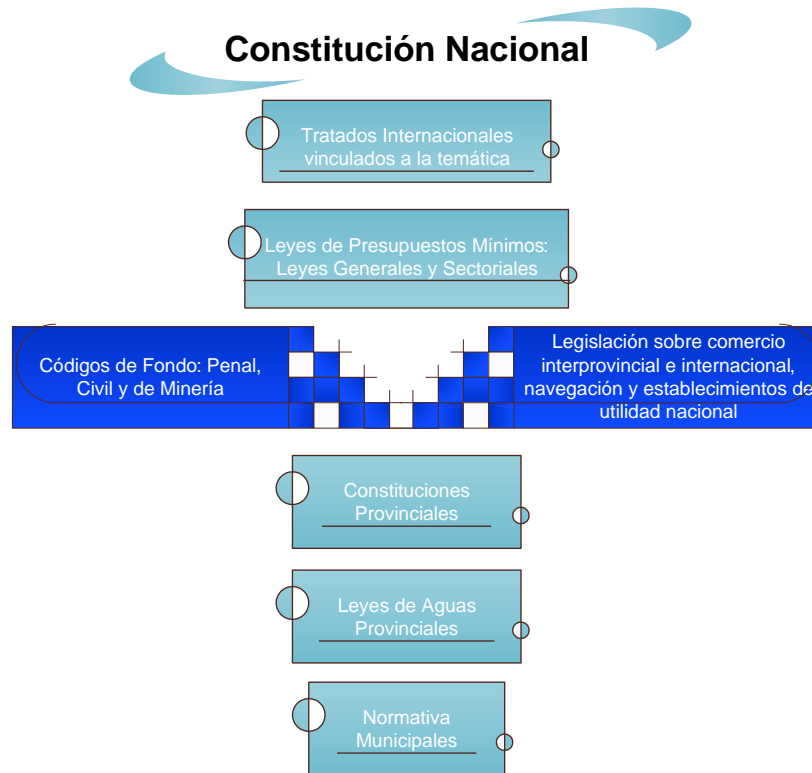 Constitución Nacional
Tratados Internacionales
vinculados a la temática
Leyes de Presupuestos Mínimos:
Leyes Generales y Sectoriales
Códigos de Fondo: Penal,
Civil y de Minería
Legislación sobre comercio
interprovincial e internacional,
navegación y establecimientos de
utilidad nacional
Constituciones
Provinciales
Leyes de Aguas
Provinciales
Normativa
Municipales